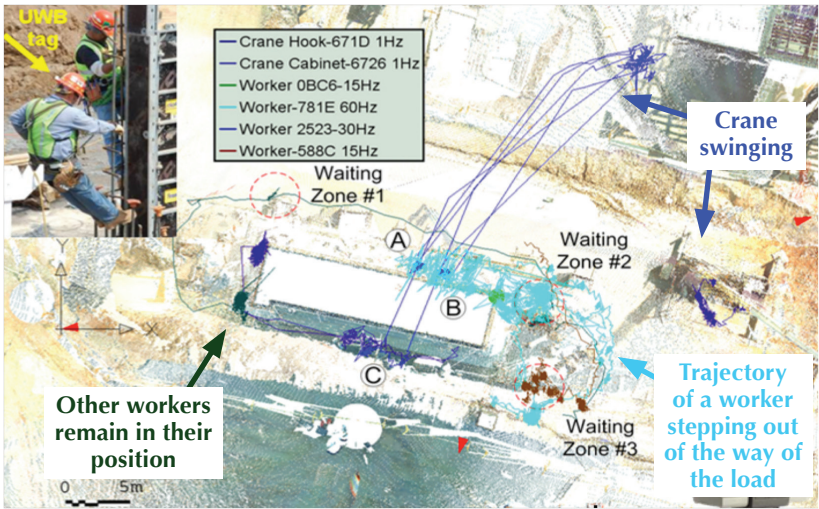 UWB
tag
Crane Hook-671D 1Hz
Crane Cabinet-6726 1Hz
Worker 0BC6-15Hz
Worker-781E 60Hz
Worker 2523-30Hz
Worker-588C 15Hz
Crane
swinging
Waiting
Zone #1
A
Waiting
Zone #2
B
Y
X
C
Other workers
remain in their
position
Trajectory
of a worker
stepping out
of the way of
the load
Waiting
Zone #3
0 5m